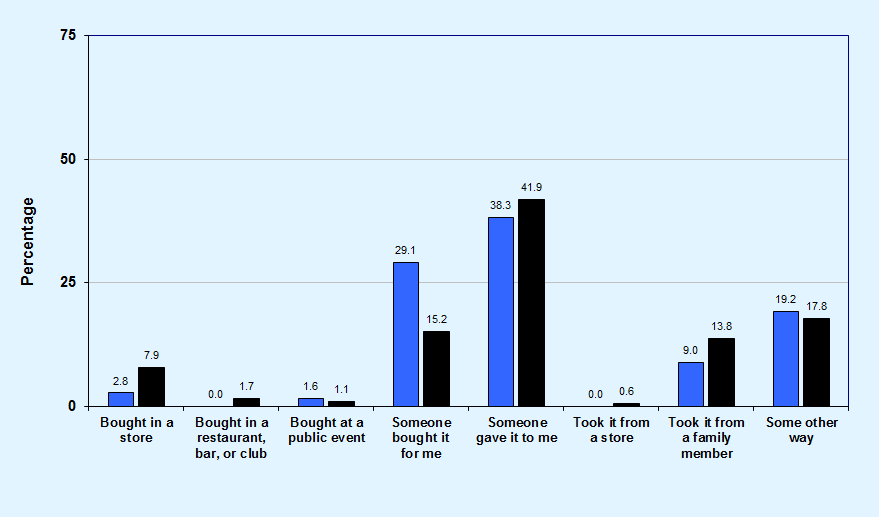 75
50
25
0
Percentage
2.8
7.9
0.0
1.7
1.6
1.1
29.1
15.2
38.3
41.9
0.0
0.6
9.0
13.8
19.2
17.8
Bought in a
store
Bought in a
restaurant,
bar, or club
Bought at a
public event
Someone
bought it
for me
Someone
gave it to me
Took it from
a store
Took it from
a family
member
Some other
way